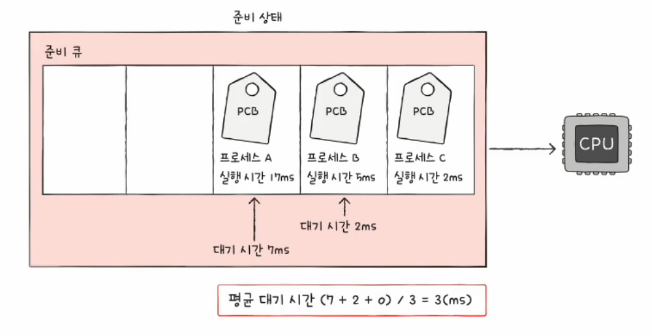 준비 상태
준비 큐
PCB
PCB
PCB
CPU
프로세스 A
프로세스 B
프로세스 C
실행 시간 17ms
실행 시간 5ms
실행 시간 2ms
대기 시간 2ms
대기 시간 7ms
평균 대기 시간 (7 + 2 + 0) / 3 = 3(ms)